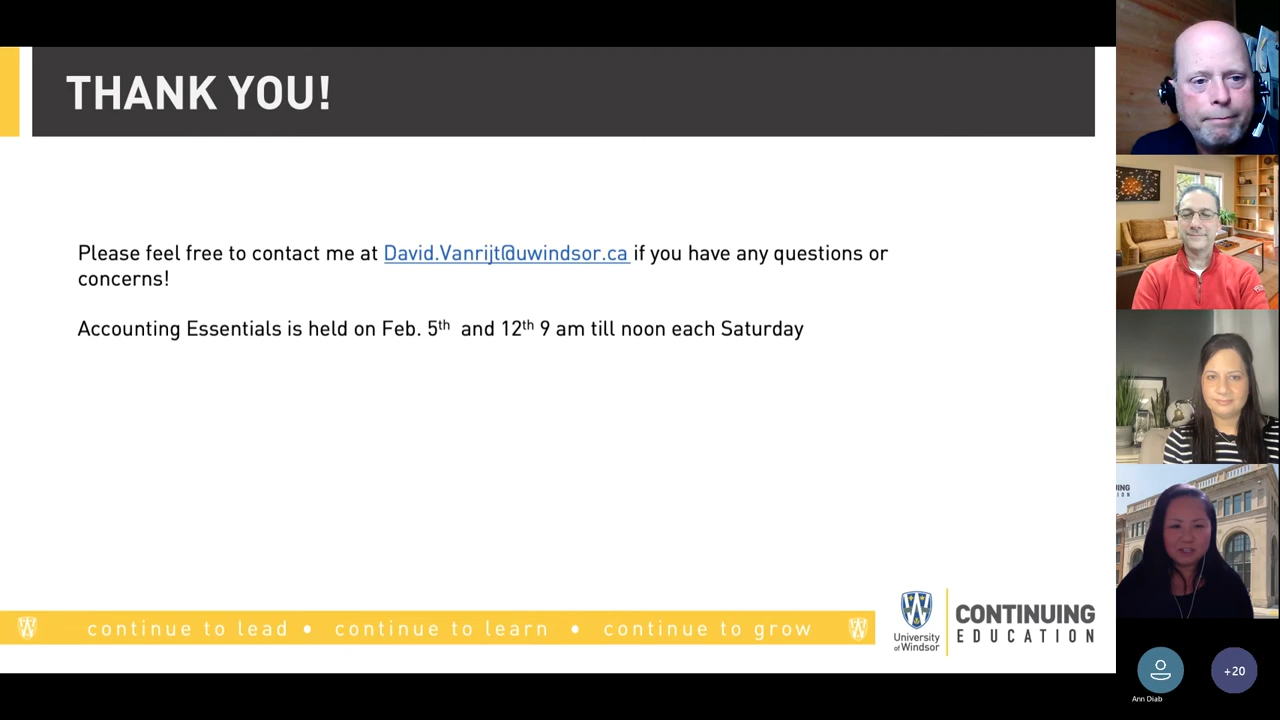 THANK YOU!
Please feel free to contact me at David.Vanrijt@uwindsor.ca if you have any questions or
concerns!
Accounting Essentials is held on Feb. 5th and 12th 9 am till noon each Saturday
continue to lead • continue to learn • continue to grow
University
of Windsor
CONTINUING
EDUCATION
Ann Diab
+20